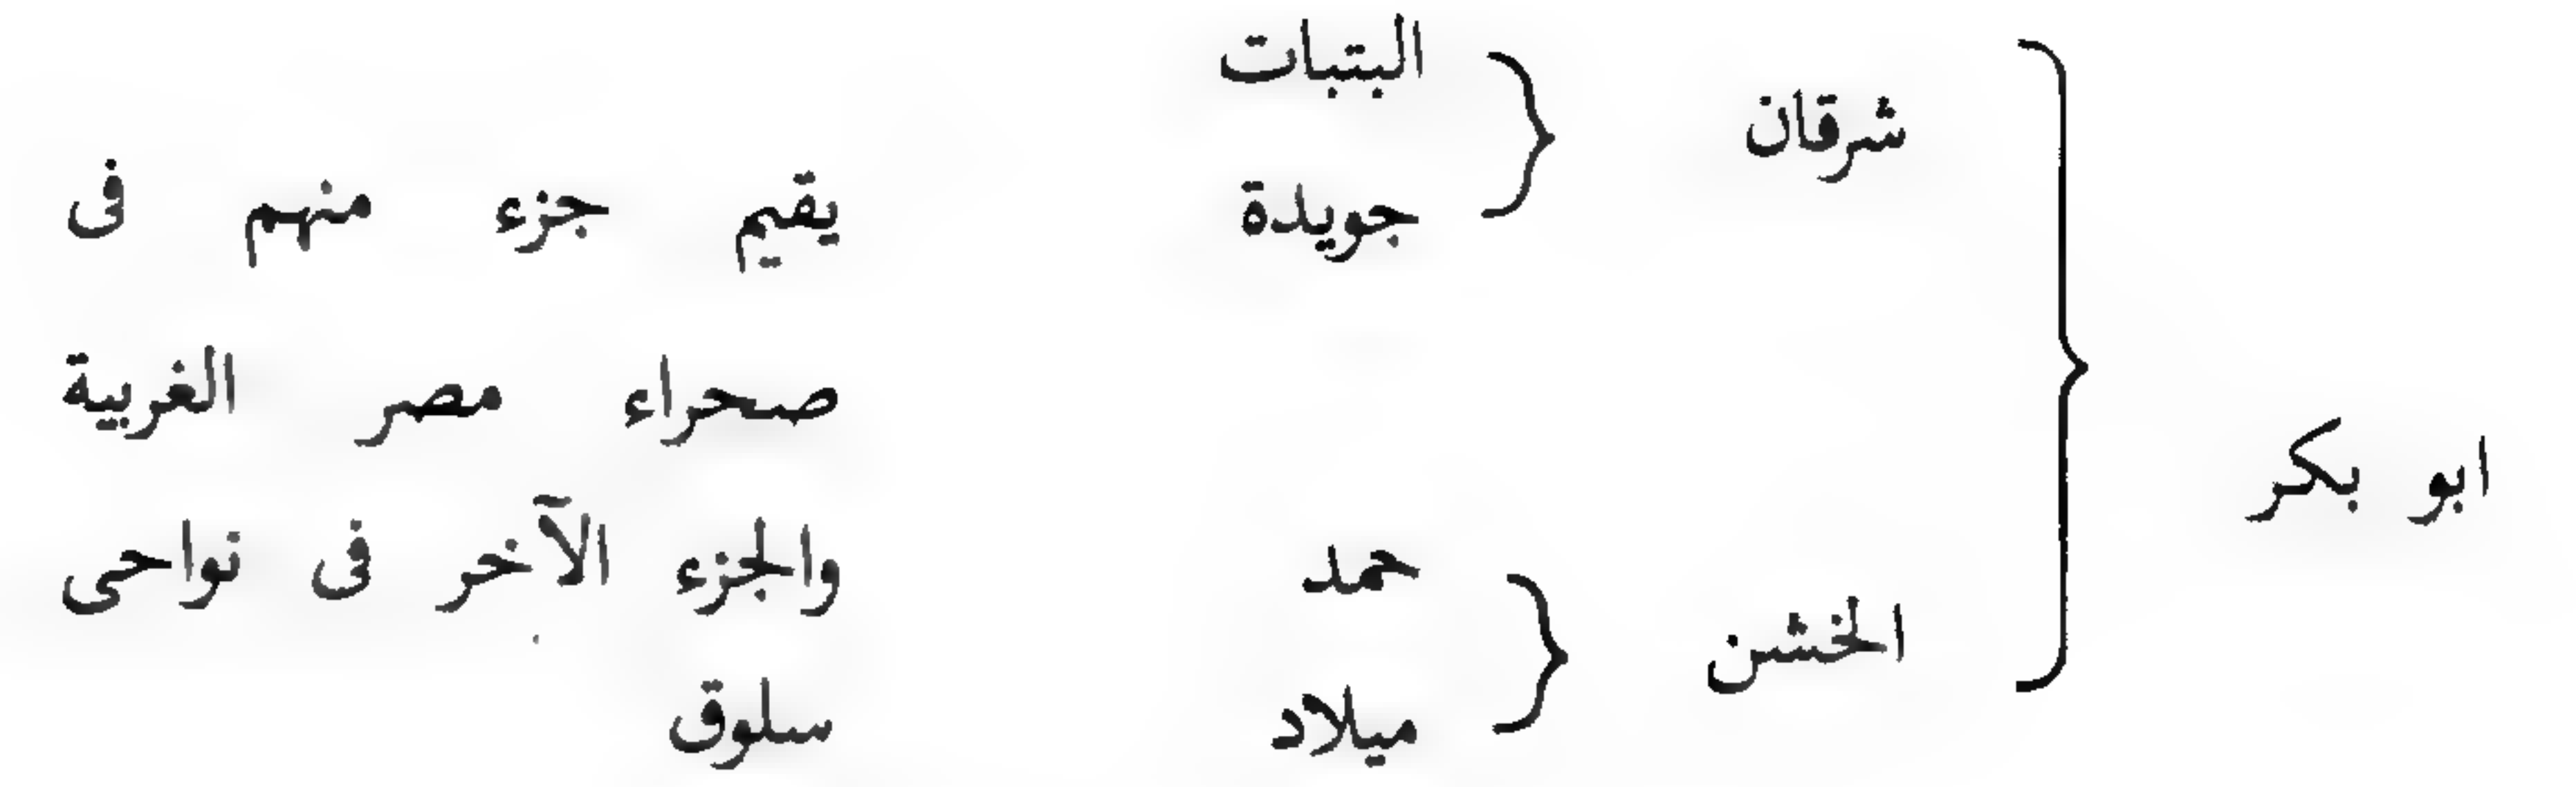 ابو بكر
شرقان
البتبات
جويدة
الخشن
حمد
ميلاد
يقيم جزء منهم فى
صحراء مصر الغربية
والجزء الآخر فى نواحى
سلوق